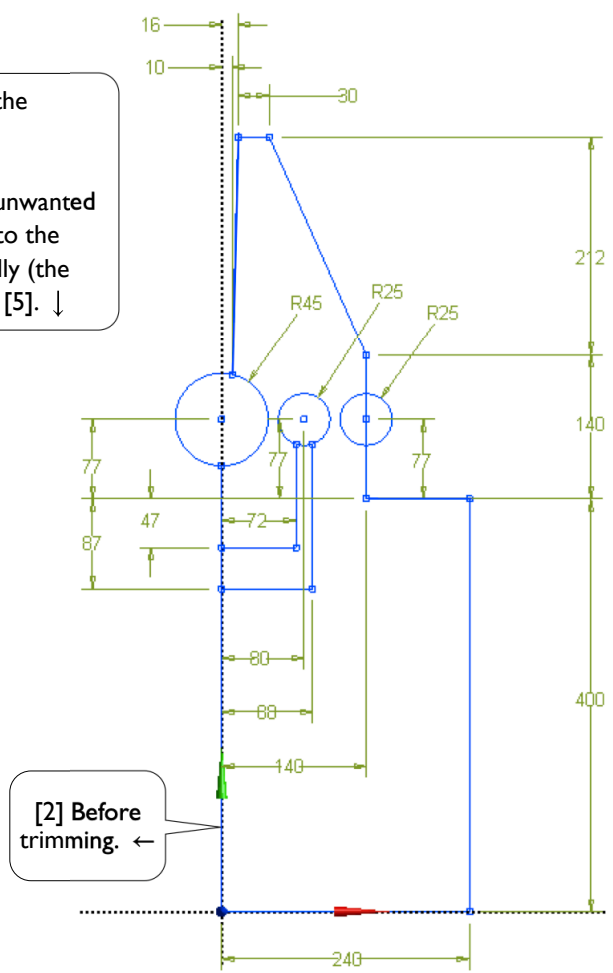 16
10
30
the
unwanted
to the
lly (the
[5]. ↓
212
R45
R25
R25
140
77
77
77
47
72
87
80
88
400
140
[2] Before
trimming. ←
240